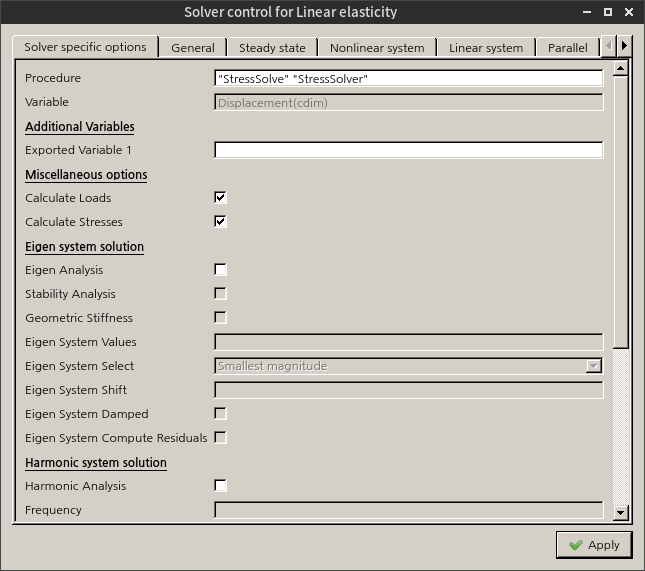 Solver control for Linear elasticity
Solver specific options General Steady state Nonlinear system Linear system Parallel
Procedure "StressSolve" "StressSolver"
Variable Displacement(cdim)
Additional Variables
Exported Variable 1
Miscellaneous options
Calculate Loads
Calculate Stresses
Eigen system solution
Eigen Analysis
Stability Analysis
Geometric Stiffness
Eigen System Values
Eigen System Select Smallest magnitude
Eigen System Shift
Eigen System Damped
Eigen System Compute Residuals
Harmonic system solution
Harmonic Analysis
Frequency
Apply